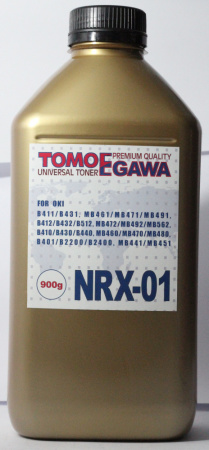 TOMOEGAWA
PREMIUM QUALITY
UNIVERSAL TONER
FOR OKI
B411/B431, MB461/MB471/MB491,
B412/B432/B512, MB472/MB492/MB562,
B410/B430/B440, MB460/MB470/MB480,
B401/B2200/B2400, MB441/MB451
900g
NRX-01